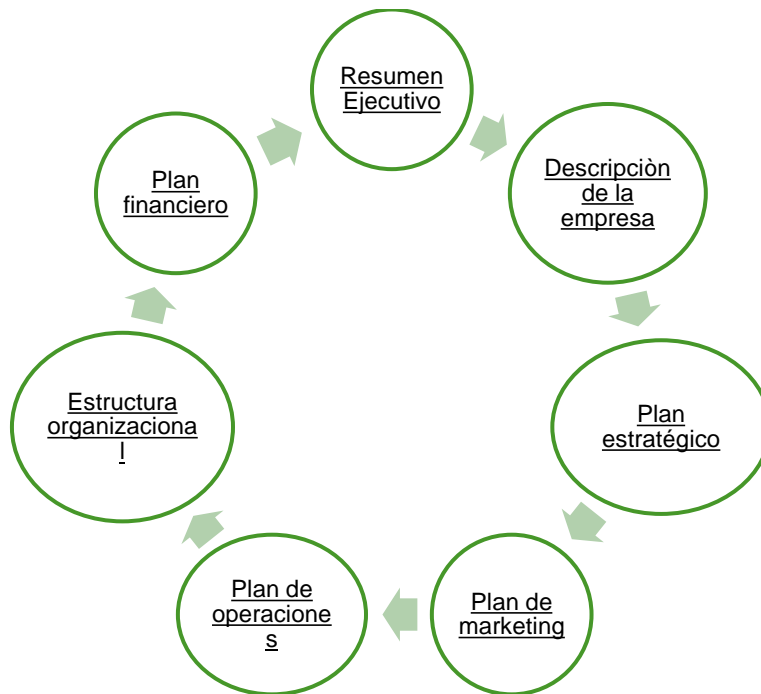 Resumen
Ejecutivo
Descripciòn
de la
empresa
Plan
estratégico
Plan de
marketing
Plan de
operacione
s
Estructura
organizaciona
l
Plan
financiero